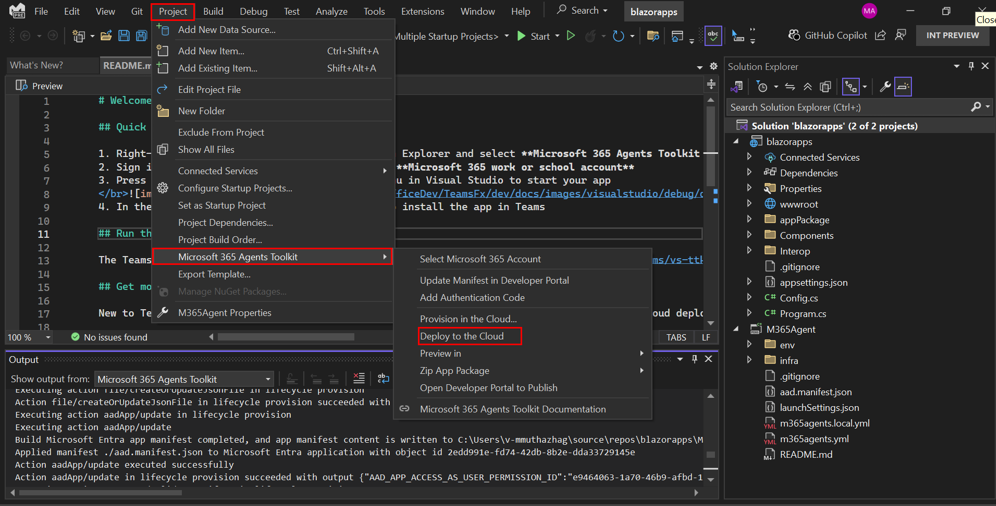 File Edit View Git Project Build Debug Test Analyze Tools Extensions Window Help Search blazorapps MA
Close
PRE
Multiple Startup Projects> Start GitHub Copilot INT PREVIEW
What's New? README.m
Preview
1 # Welcome
2
3 ## Quick
4
5 1. Right- Explorer and select **Microsoft 365 Agents Toolkit
6 2. Sign i **Microsoft 365 work or school account**
7 3. Press u in Visual Studio to start your app
8 </br>![im fficeDev/TeamsFx/dev/docs/images/visualstudio/debug/
9 4. In the install the app in Teams
10
11 ## Run th
12
13 The Teams ms/vs-ttk
14
15 ## Get mo
16
17 New to Te oud deplo
18
100 % No issues found TABS LF
Add New Data Source...
Add New Item... Ctrl+Shift+A
Add Existing Item... Shift+Alt+A
Edit Project File
New Folder
Exclude From Project
Show All Files
Connected Services
Configure Startup Projects...
Set as Startup Project
Project Dependencies...
Project Build Order...
Microsoft 365 Agents Toolkit
Export Template...
Manage NuGet Packages...
M365Agent Properties
Select Microsoft 365 Account
Update Manifest in Developer Portal
Add Authentication Code
Provision in the Cloud...
Deploy to the Cloud
Preview in
Zip App Package
Open Developer Portal to Publish
Microsoft 365 Agents Toolkit Documentation
Output
Show output from: Microsoft 365 Agents Toolkit
Executing action file/createOrUpdateJsonFile in lifecycle provision
Action file/createOrUpdateJsonFile in lifecycle provision succeeded with
Executing action aadApp/update in lifecycle provision
Executing action aadApp/update
Build Microsoft Entra app manifest completed, and app manifest content is written to C:\Users\v-mmuthazhag\source\repos\blazorapps\M
Applied manifest ./aad.manifest.json to Microsoft Entra application with object id 2edd991e-fd74-42db-8b2e-dda33729145e
Action aadApp/update executed successfully
Action aadApp/update in lifecycle provision succeeded with output {"AAD_APP_ACCESS_AS_USER_PERMISSION_ID":"e9464063-1a70-46b9-afbd-1
Solution Explorer
Search Solution Explorer (Ctrl+;)
Solution 'blazorapps' (2 of 2 projects)
blazorapps
Connected Services
Dependencies
Properties
wwwroot
appPackage
Components
Interop
.gitignore
appsettings.json
C# Config.cs
C# Program.cs
M365Agent
env
infra
.gitignore
aad.manifest.json
launchSettings.json
YML m365agents.local.yml
YML m365agents.yml
README.md